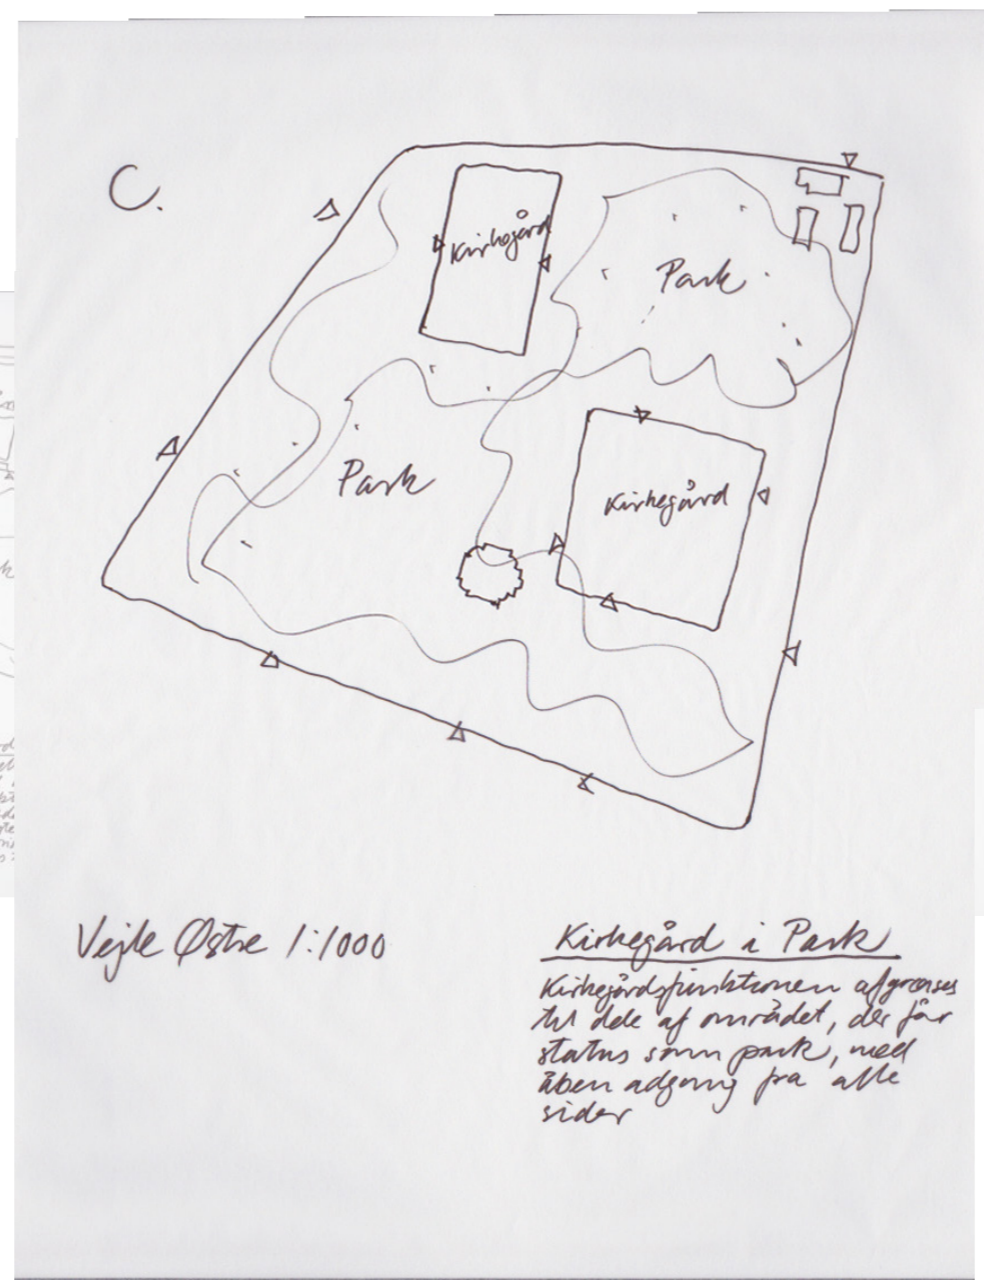 C.
Kirkegård
Park
Park
Kirkegård
Vejle Østre 1:1000
Kirkegård i Park
Kirkegårdsfunktionen afgrænses
til dele af området, der får
status som park, med
åben adgang fra alle
sider